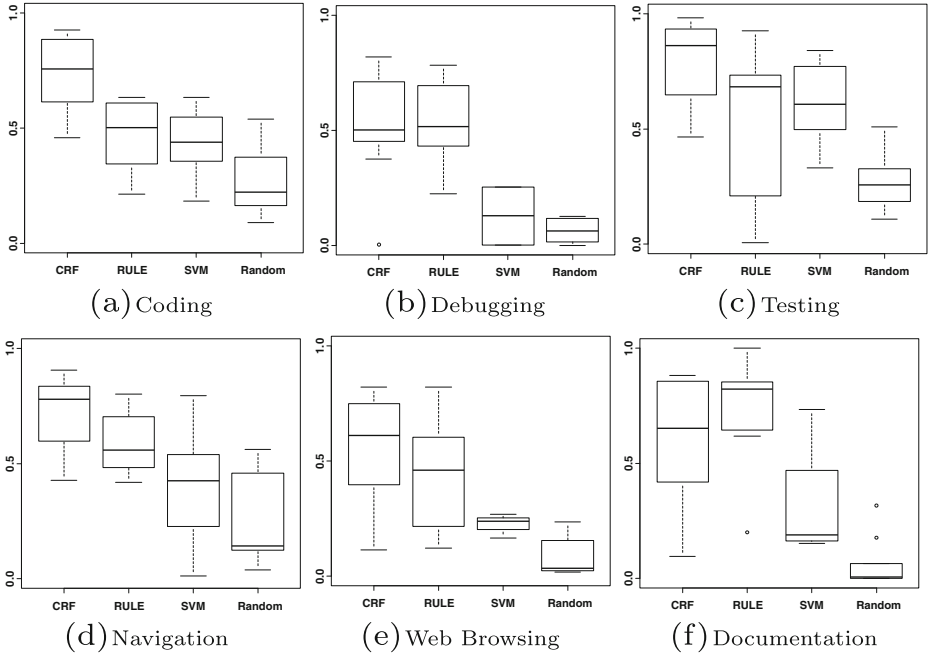 1.0
0.5
0.0
CRF RULE SVM Random
(a) Coding
1.0
0.5
0.0
CRF RULE SVM Random
(b) Debugging
1.0
0.5
0.0
CRF RULE SVM Random
(c) Testing
1.0
0.5
0.0
CRF RULE SVM Random
(d) Navigation
1.0
0.5
0.0
CRF RULE SVM Random
(e) Web Browsing
1.0
0.5
0.0
CRF RULE SVM Random
(f) Documentation